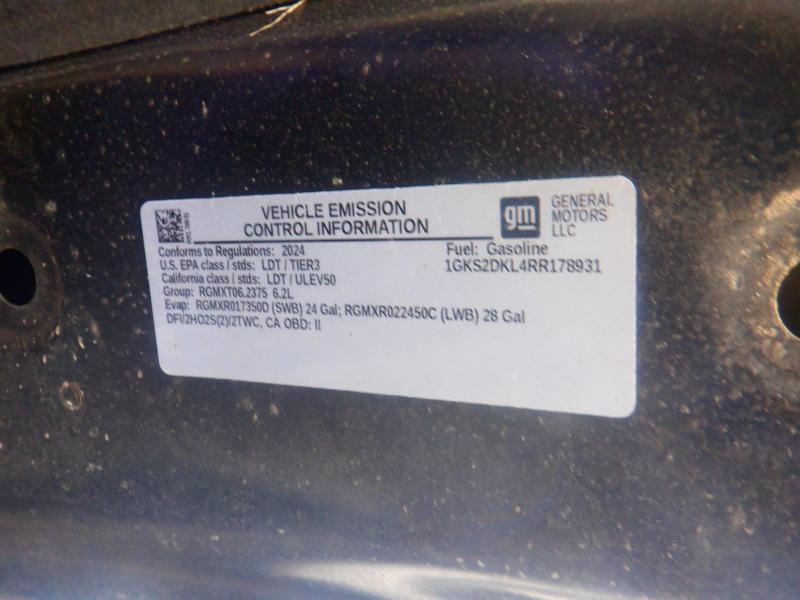 VEHICLE EMISSION
CONTROL INFORMATION
gm
GENERAL
MOTORS
LLC
Conforms to Regulations: 2024
Fuel: Gasoline
U.S. EPA class / stds: LDT / TIER3
1GKS2DKL4RR178931
California class / stds: LDT / ULEV50
Group: RGMXT06.2375 6.2L
Evap: RGMXR017350D (SWB) 24 Gal; RGMXR022450C (LWB) 28 Gal
DFI/2HO2S(2)/2TWC, CA OBD: II